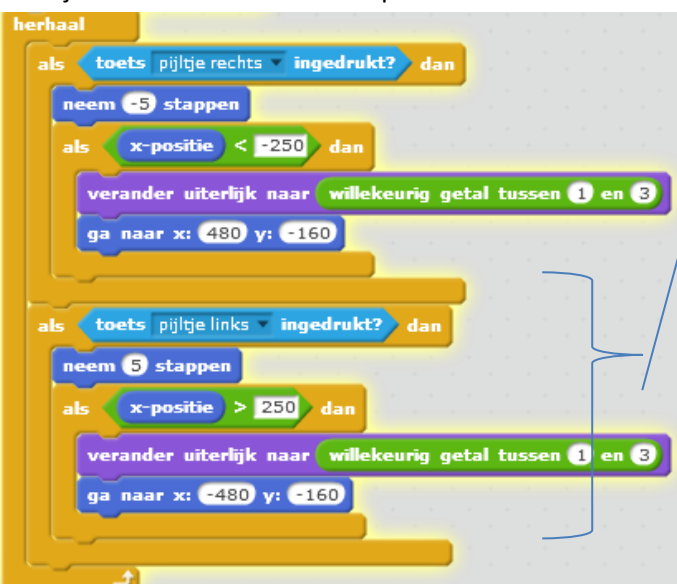 herhaal
als toets pijltje rechts ingedrukt? dan
neem -5 stappen
als x-positie < -250 dan
verander uiterlijk naar willekeurig getal tussen 1 en 3
ga naar x: 480 y: -160
als toets pijltje links ingedrukt? dan
neem 5 stappen
als x-positie > 250 dan
verander uiterlijk naar willekeurig getal tussen 1 en 3
ga naar x: -480 y: -160